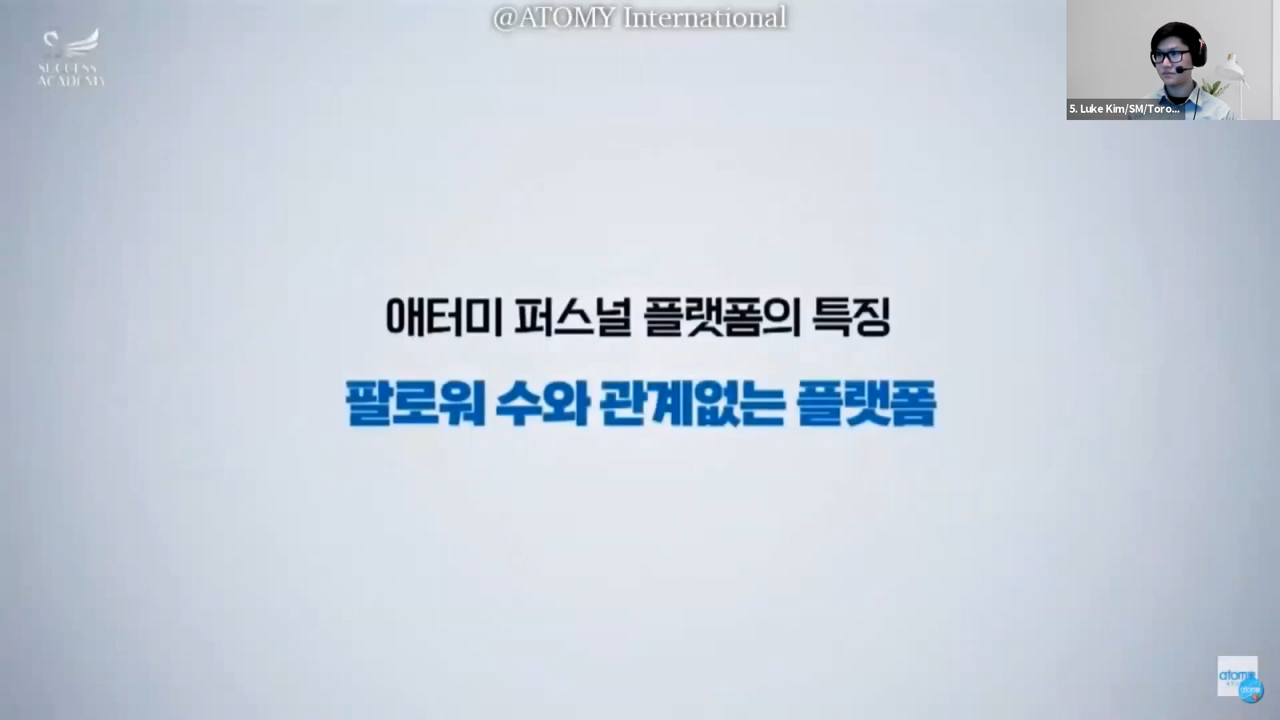 @ATOMY International
SUCCESS
ACADEMY
5. Luke Kim/SM/Toro...
애터미 퍼스널 플랫폼의 특징
팔로워 수와 관계없는 플랫폼
atomy